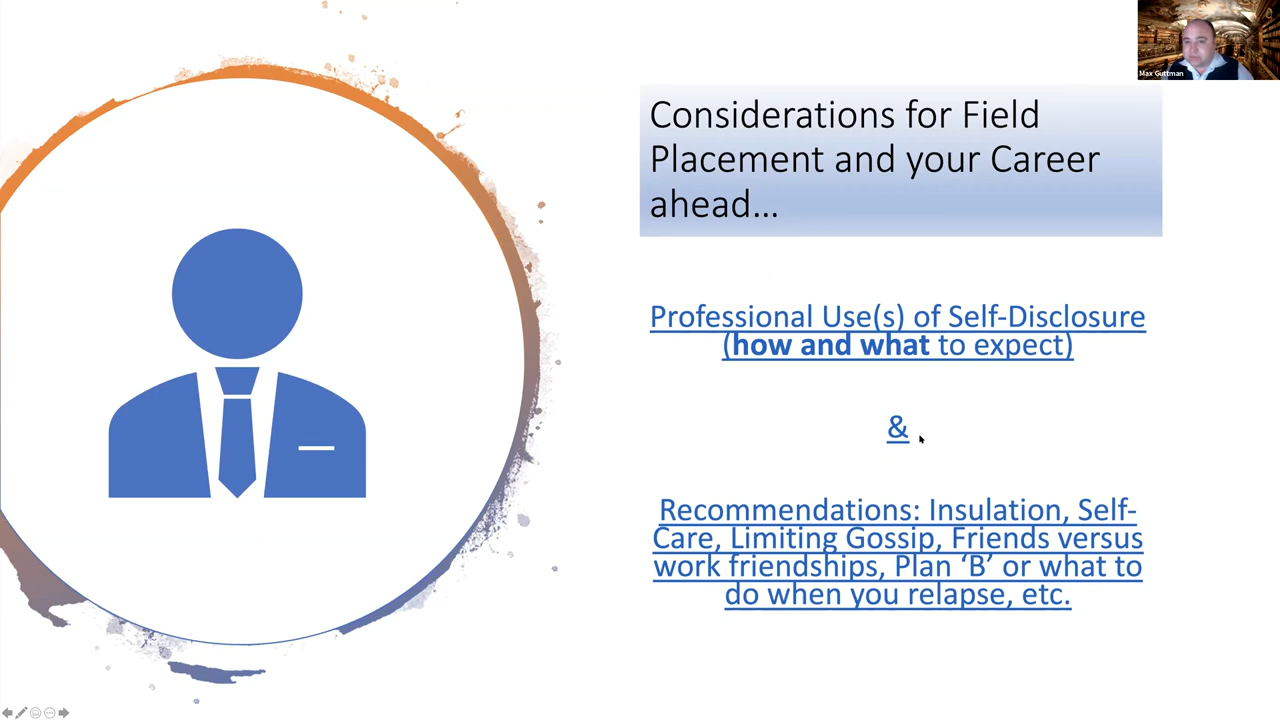 Max Guttman
Considerations for Field
Placement and your Career
ahead...
Professional Use(s) of Self-Disclosure
(how and what to expect)
&
Recommendations: Insulation, Self-
Care, Limiting Gossip, Friends versus
work friendships, Plan ‘B’ or what to
do when you relapse, etc.